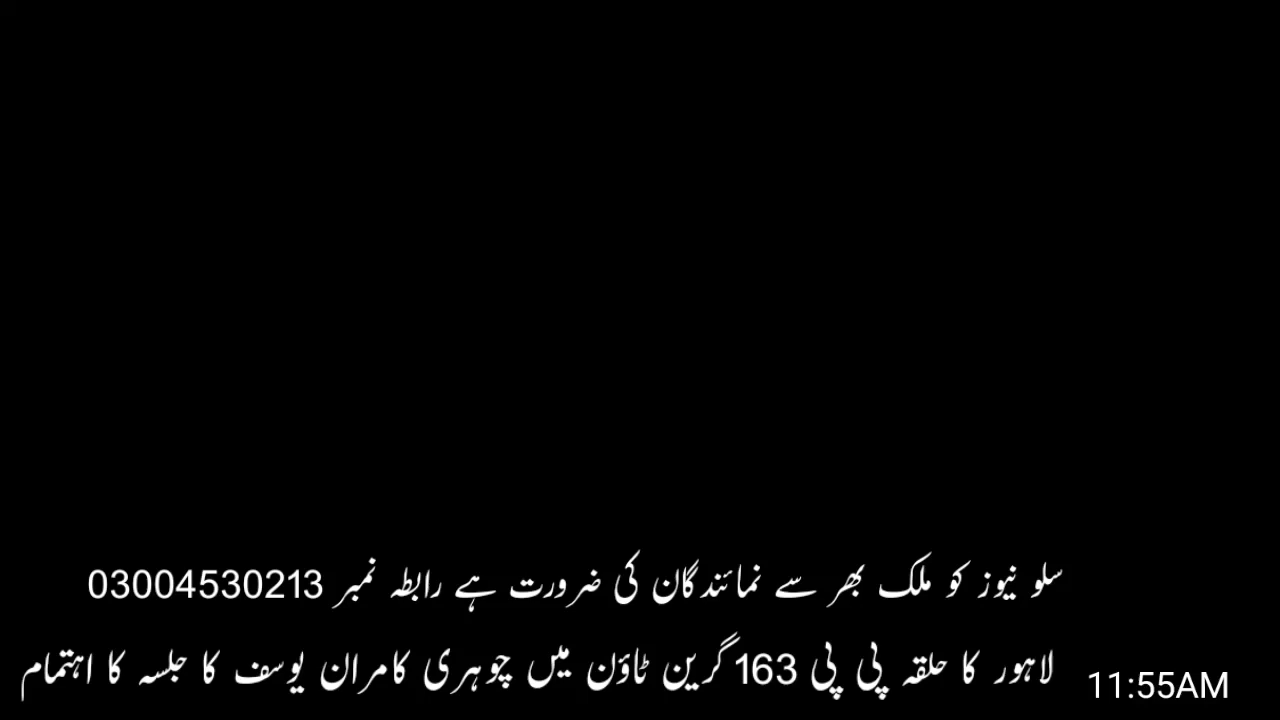 سلو نیوز کو ملک بھر سے نمائندگان کی ضرورت ہے رابطہ نمبر 03004530213
لاہور کا حلقہ پی پی 163 گرین ٹاؤن میں چوہری کامران یوسف کا جلسہ کا اہتمام
11:55AM